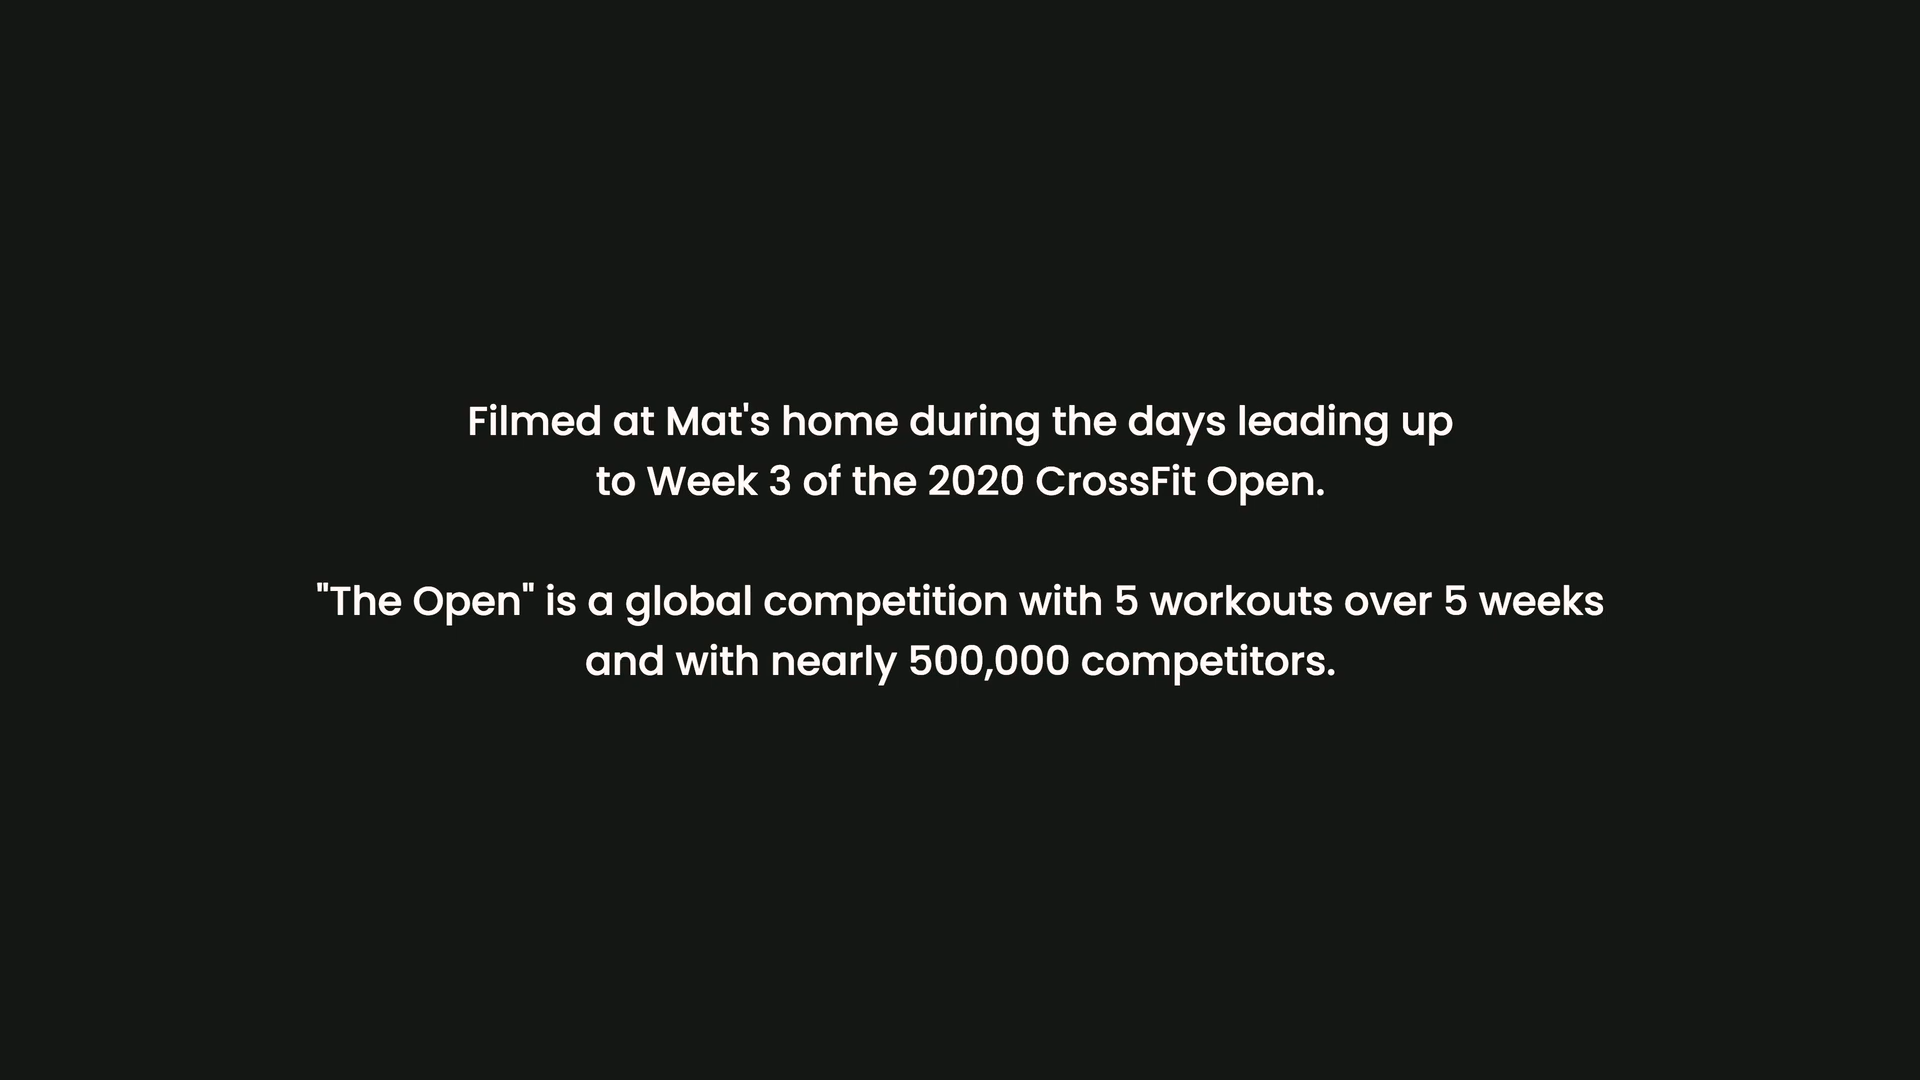 Filmed at Mat's home during the days leading up
to Week 3 of the 2020 CrossFit Open.
"The Open" is a global competition with 5 workouts over 5 weeks
and with nearly 500,000 competitors.